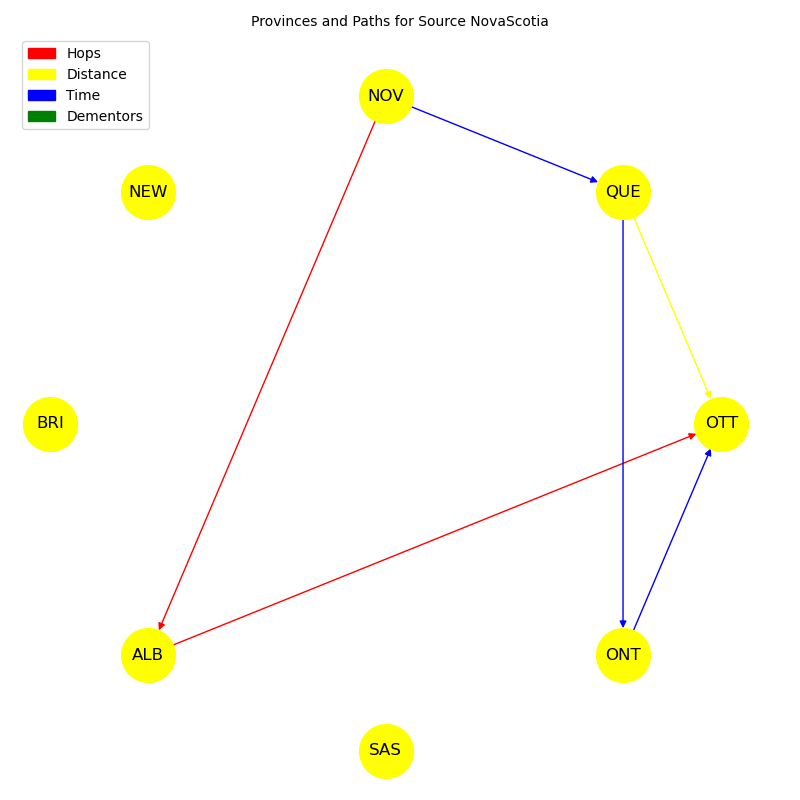 Provinces and Paths for Source NovaScotia
Hops
Distance
Time
Dementors
NOV
NEW
QUE
BRI
OTT
ALB
ONT
SAS